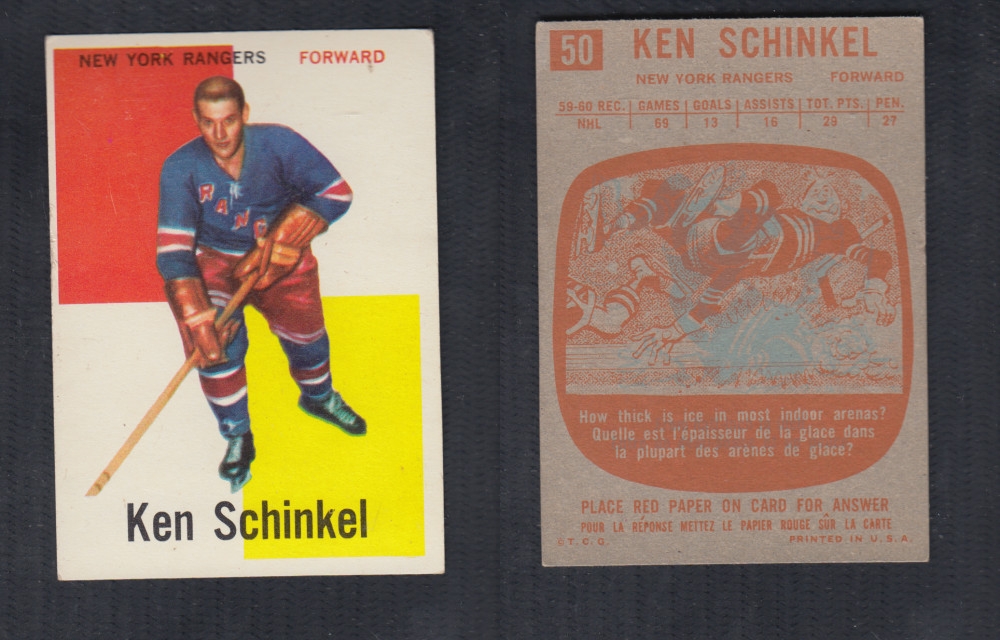 NEW YORK RANGERS FORWARD
RANG
Ken Schinkel
50 KEN SCHINKEL
NEW YORK RANGERS FORWARD
59-60 REC. GAMES GOALS ASSISTS TOT. PTS. PEN.
NHL 69 13 16 29 27
How thick is ice in most indoor arenas?
Quelle est l'épaisseur de la glace dans
la plupart des arènes de glace?
PLACE RED PAPER ON CARD FOR ANSWER
POUR LA RÉPONSE METTEZ LE PAPIER ROUGE SUR LA CARTE
© T. C. G. PRINTED IN U. S. A.